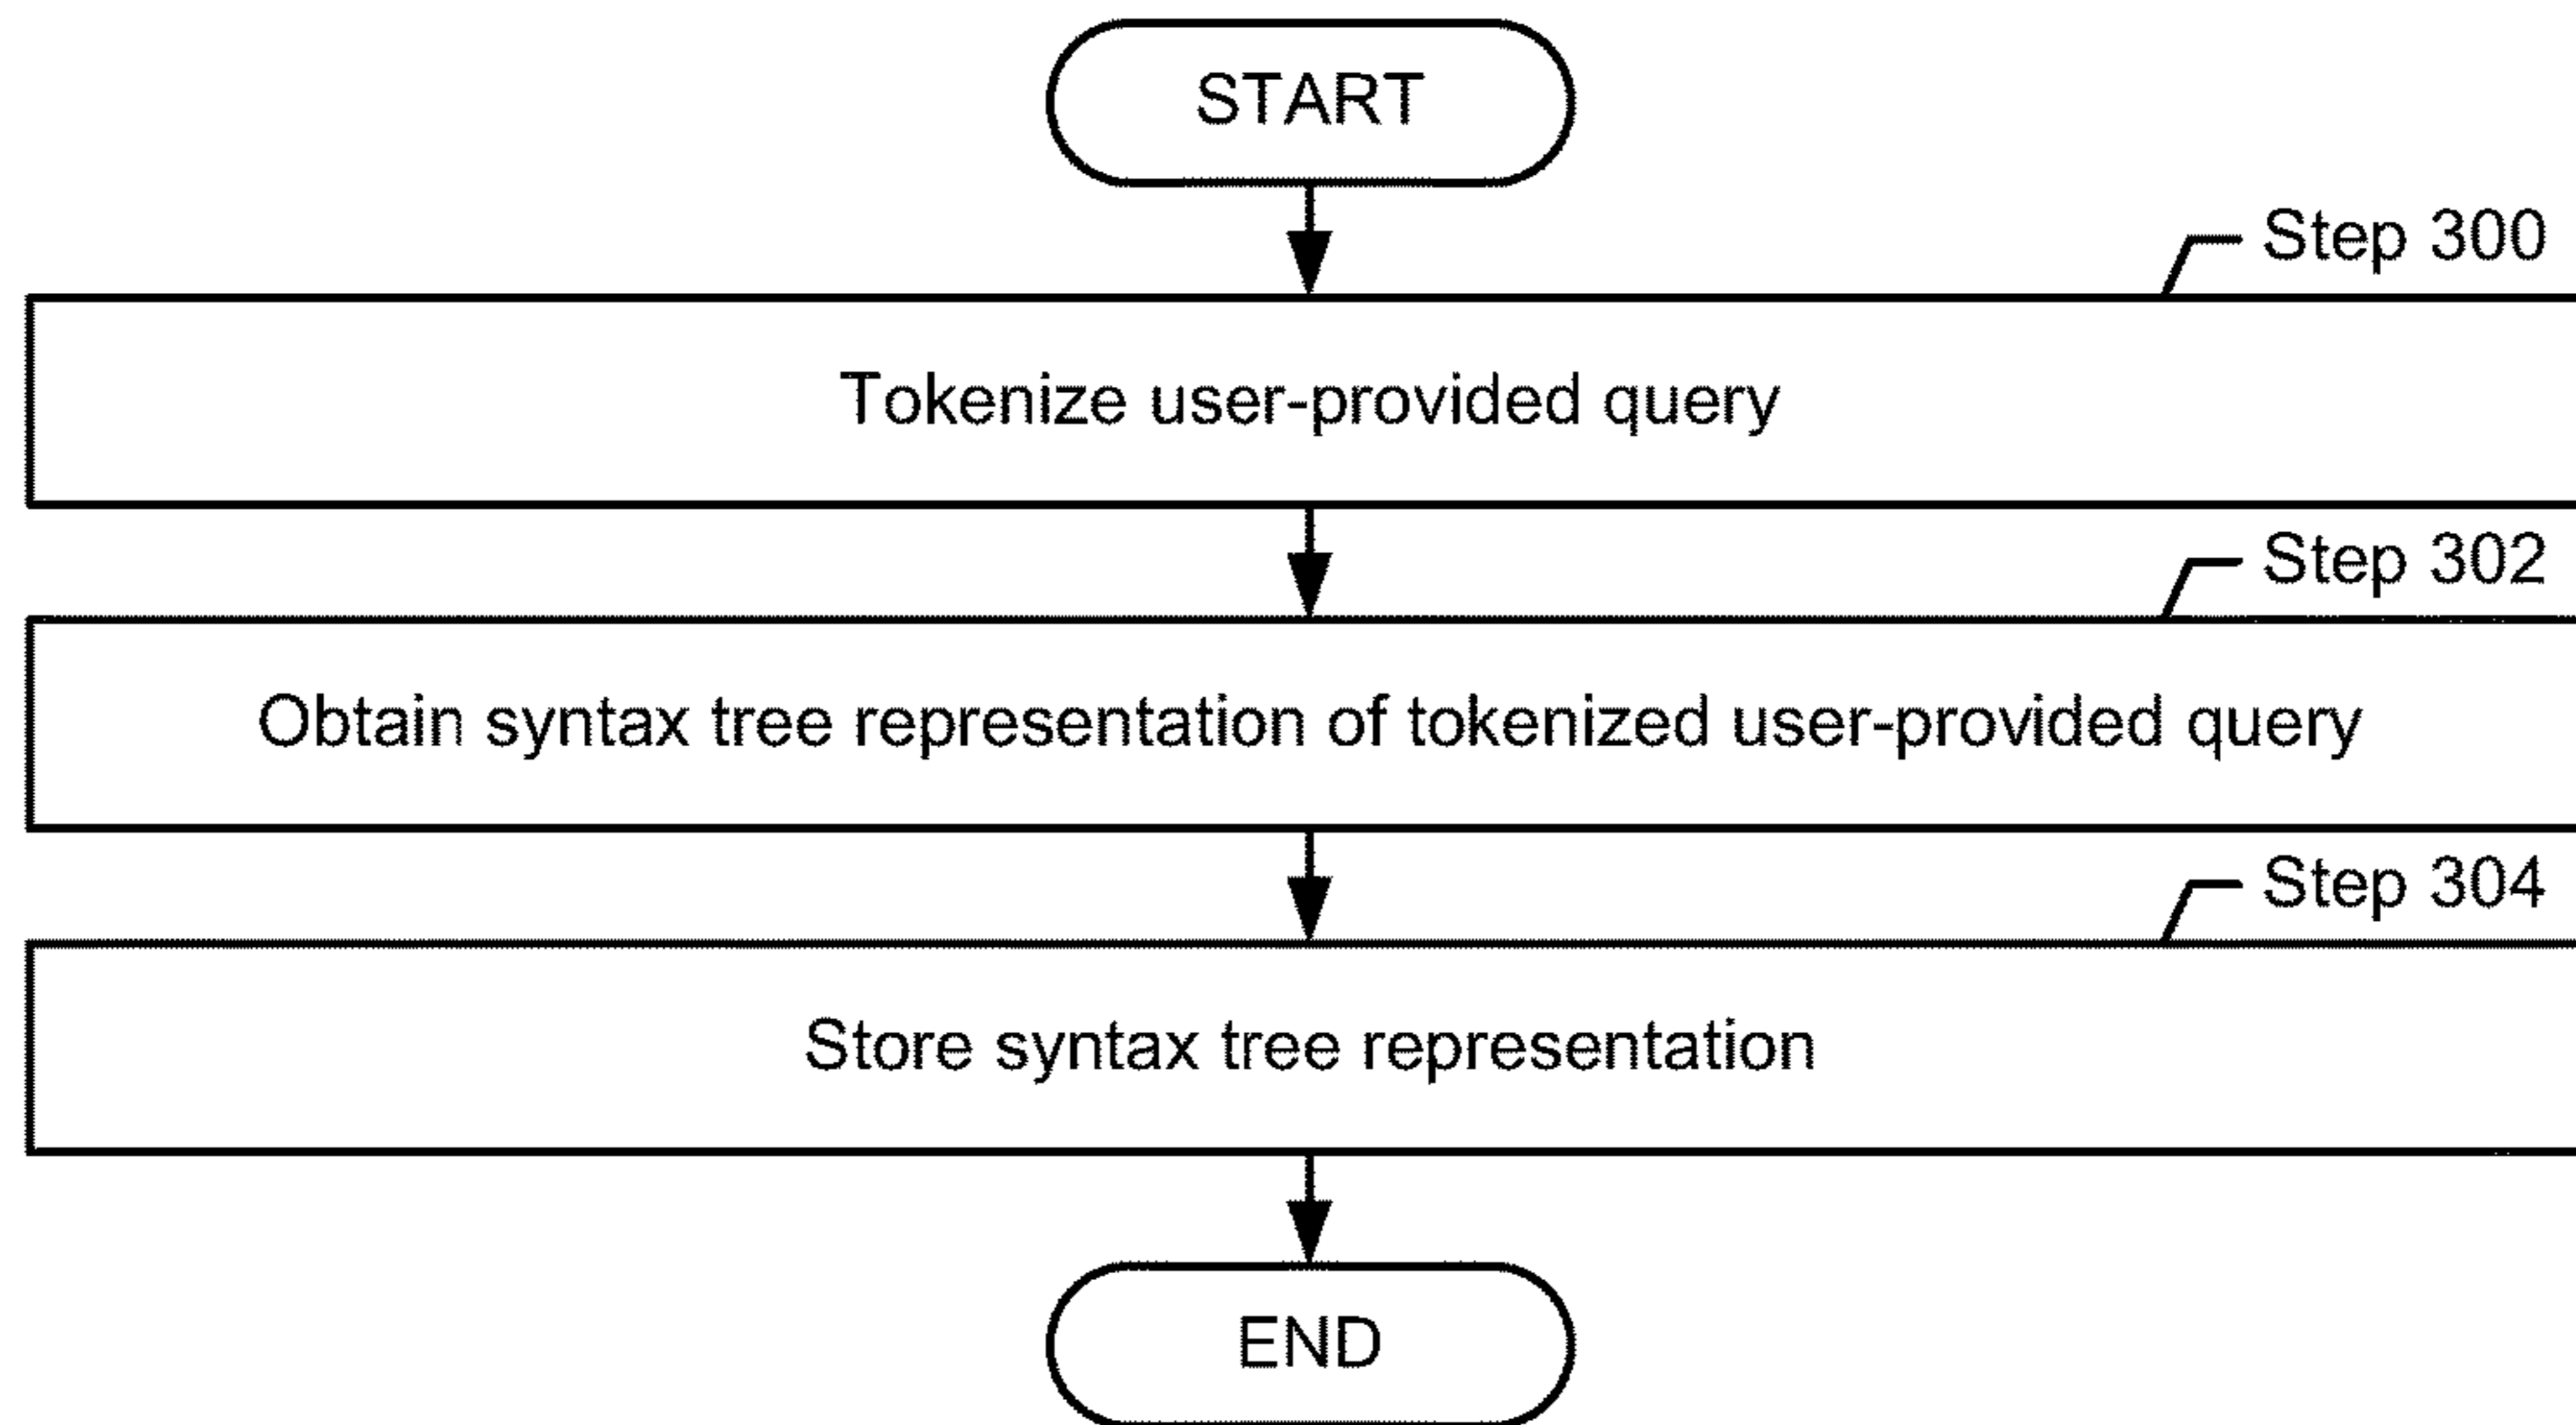 START
Step 300
Tokenize user-provided query
Step 302
Obtain syntax tree representation of tokenized user-provided query
Step 304
Store syntax tree representation
END